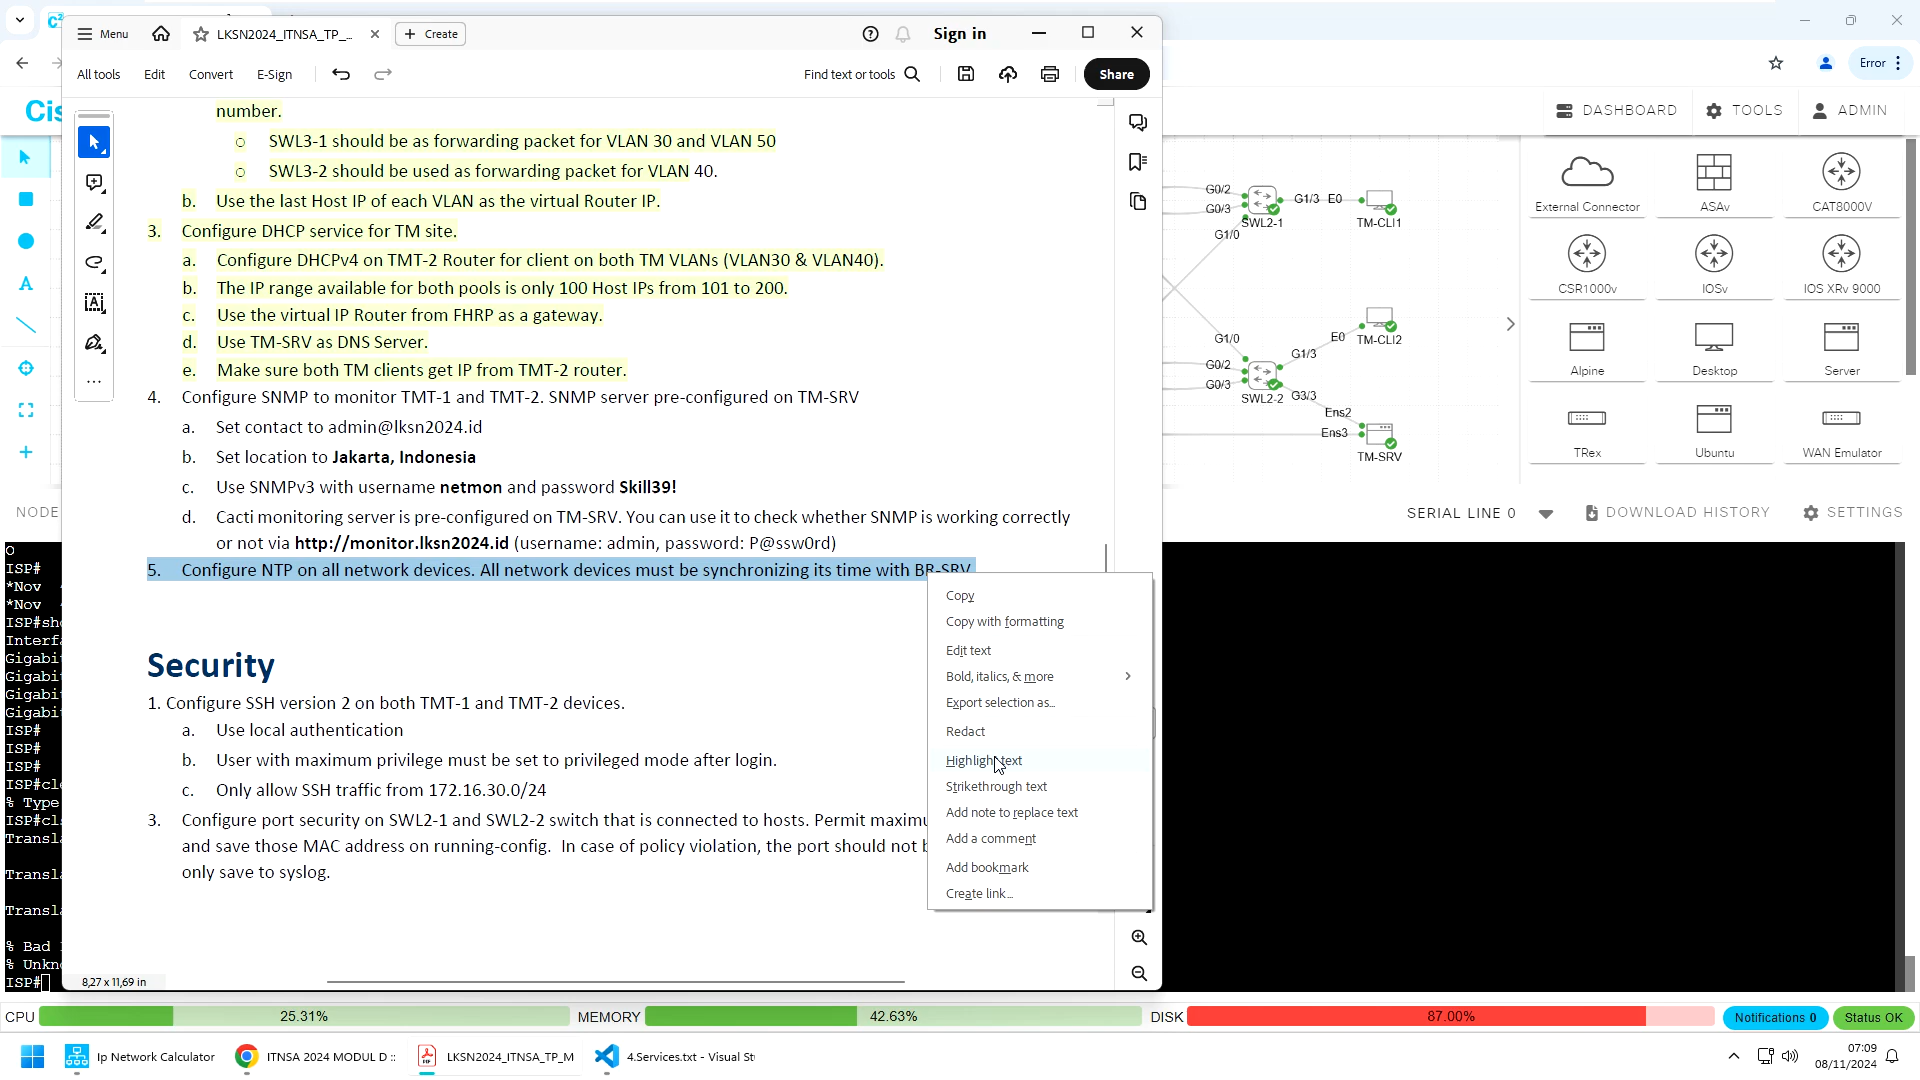 Menu
LKSN2024_ITNSA_TP_...
Create
Sign in
Error
All tools
Edit
Convert
E-Sign
Find text or tools
Share
DASHBOARD
TOOLS
ADMIN
number.
o SWL3-1 should be as forwarding packet for VLAN 30 and VLAN 50
o SWL3-2 should be used as forwarding packet for VLAN 40.
b. Use the last Host IP of each VLAN as the virtual Router IP.
3. Configure DHCP service for TM site.
a. Configure DHCPv4 on TMT-2 Router for client on both TM VLANs (VLAN30 & VLAN40).
b. The IP range available for both pools is only 100 Host IPs from 101 to 200.
c. Use the virtual IP Router from FHRP as a gateway.
d. Use TM-SRV as DNS Server.
e. Make sure both TM clients get IP from TMT-2 router.
4. Configure SNMP to monitor TMT-1 and TMT-2. SNMP server pre-configured on TM-SRV
a. Set contact to admin@lksn2024.id
b. Set location to Jakarta, Indonesia
c. Use SNMPv3 with username netmon and password Skill39!
d. Cacti monitoring server is pre-configured on TM-SRV. You can use it to check whether SNMP is working correctly
or not via http://monitor.lksn2024.id (username: admin, password: P@ssw0rd)
5. Configure NTP on all network devices. All network devices must be synchronizing its time with BR-SRV
Security
1. Configure SSH version 2 on both TMT-1 and TMT-2 devices.
a. Use local authentication
b. User with maximum privilege must be set to privileged mode after login.
c. Only allow SSH traffic from 172.16.30.0/24
3. Configure port security on SWL2-1 and SWL2-2 switch that is connected to hosts. Permit maximu
and save those MAC address on running-config. In case of policy violation, the port should not b
only save to syslog.
8,27 x 11,69 in
Copy
Copy with formatting
Edit text
Bold, italics, & more
Export selection as...
Redact
Highlight text
Strikethrough text
Add note to replace text
Add a comment
Add bookmark
Create link...
G0/2
G0/3
SWL2-1
G1/0
G1/3 E0
TM-CLI1
G1/0
G0/2
G0/3
SWL2-2
G1/3
E0
TM-CLI2
G3/3
Ens2
Ens3
TM-SRV
External Connector
ASAv
CAT8000V
CSR1000v
IOSv
IOS XRv 9000
Alpine
Desktop
Server
TRex
Ubuntu
WAN Emulator
NODE
SERIAL LINE 0
DOWNLOAD HISTORY
SETTINGS
ISP#
*Nov
*Nov
ISP#sho
Interfa
Gigabit
Gigabit
Gigabit
Gigabit
ISP#
ISP#
ISP#
ISP#cle
% Type
ISP#cls
Transla
Transla
Transla
% Bad
% Unkno
ISP#
CPU
25.31%
MEMORY
42.63%
DISK
87.00%
Notifications 0
Status OK
Ip Network Calculator
ITNSA 2024 MODUL D ::
LKSN2024_ITNSA_TP_M
4.Services.txt - Visual St
07:09
08/11/2024